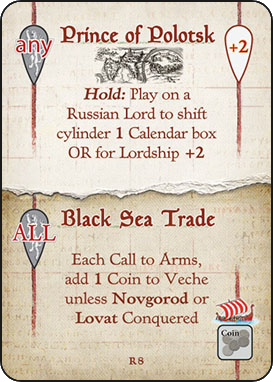 any
Prince of Polotsk
+2
Hold: Play on a
Russian Lord to shift
cylinder 1 Calendar box
OR for Lordship +2
ALL
Black Sea Trade
Each Call to Arms,
add 1 Coin to Veche
unless Novgorod or
Lovat Conquered
Coin
R8